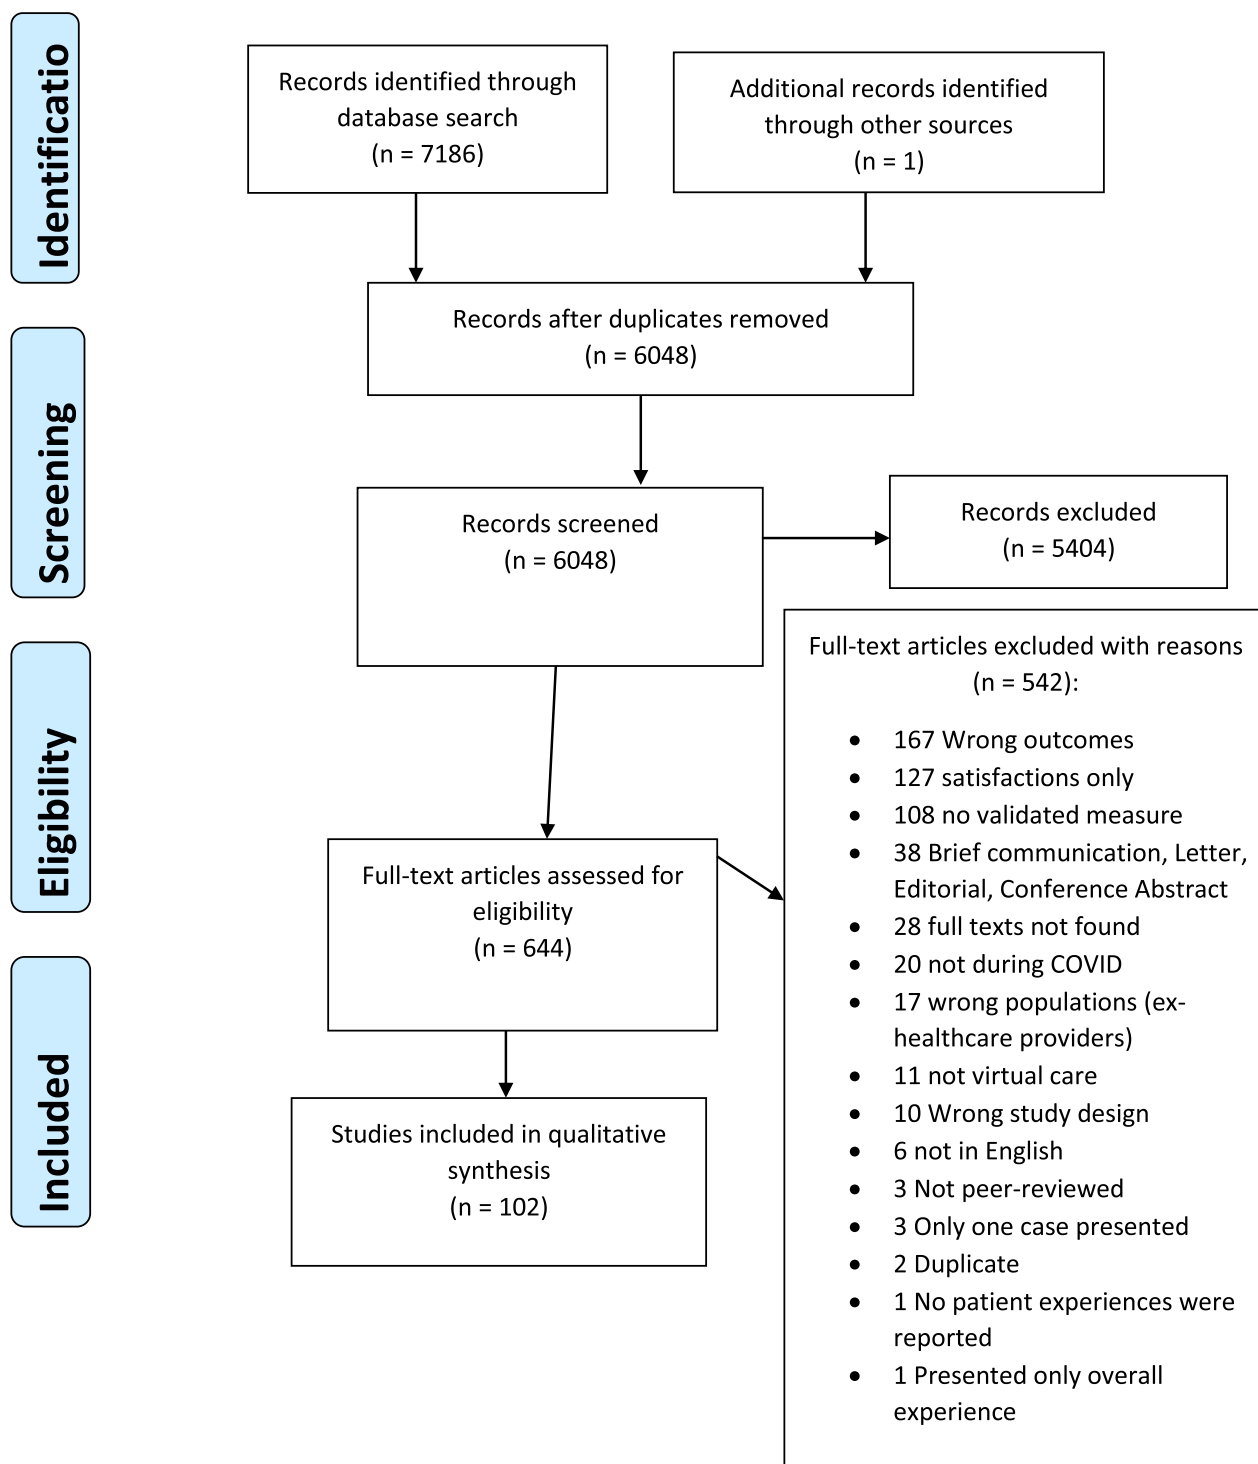 Identificatio
Records identified through
database search
(n = 7186)
Additional records identified
through other sources
(n = 1)
Records after duplicates removed
(n = 6048)
Screening
Records screened
(n = 6048)
Records excluded
(n = 5404)
Eligibility
Full-text articles assessed for
eligibility
(n = 644)
Full-text articles excluded with reasons
(n = 542):
• 167 Wrong outcomes
• 127 satisfactions only
• 108 no validated measure
• 38 Brief communication, Letter,
Editorial, Conference Abstract
• 28 full texts not found
• 20 not during COVID
• 17 wrong populations (ex-
healthcare providers)
• 11 not virtual care
• 10 Wrong study design
• 6 not in English
• 3 Not peer-reviewed
• 3 Only one case presented
• 2 Duplicate
• 1 No patient experiences were
reported
• 1 Presented only overall
experience
Included
Studies included in qualitative
synthesis
(n = 102)